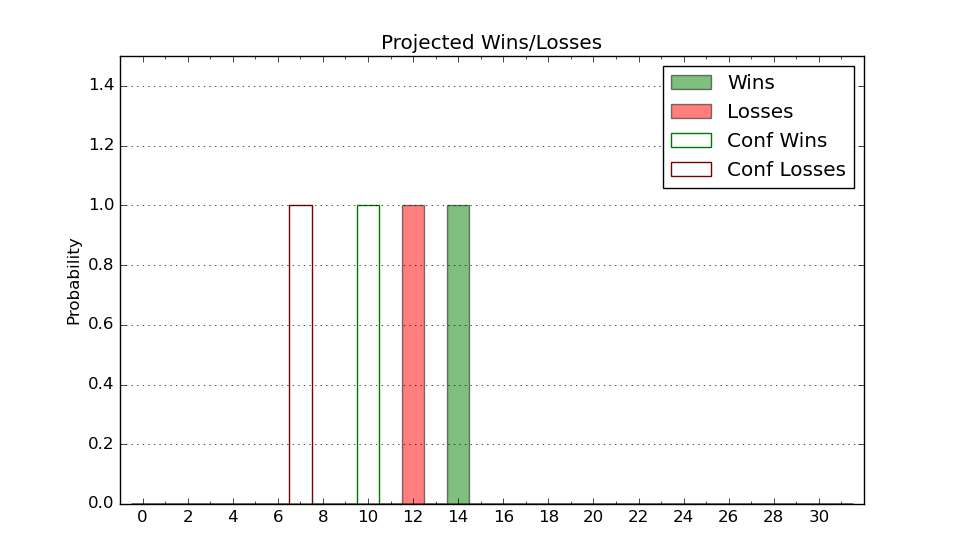 Projected Wins/Losses
Wins
Losses
Conf Wins
Conf Losses
Probability
1.4
1.2
1.0
0.8
0.6
0.4
0.2
0.0
0 2 4 6 8 10 12 14 16 18 20 22 24 26 28 30